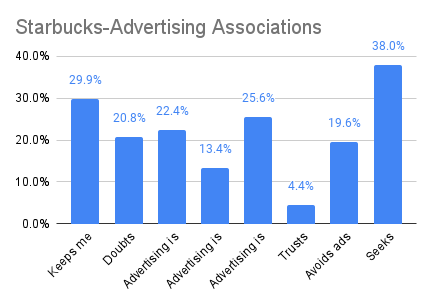 Starbucks-Advertising Associations
40.0%
30.0%
20.0%
10.0%
0.0%
29.9%
20.8%
22.4%
13.4%
25.6%
4.4%
19.6%
38.0%
Keeps me
Doubts
Advertising is
Advertising is
Advertising is
Trusts
Avoids ads
Seeks